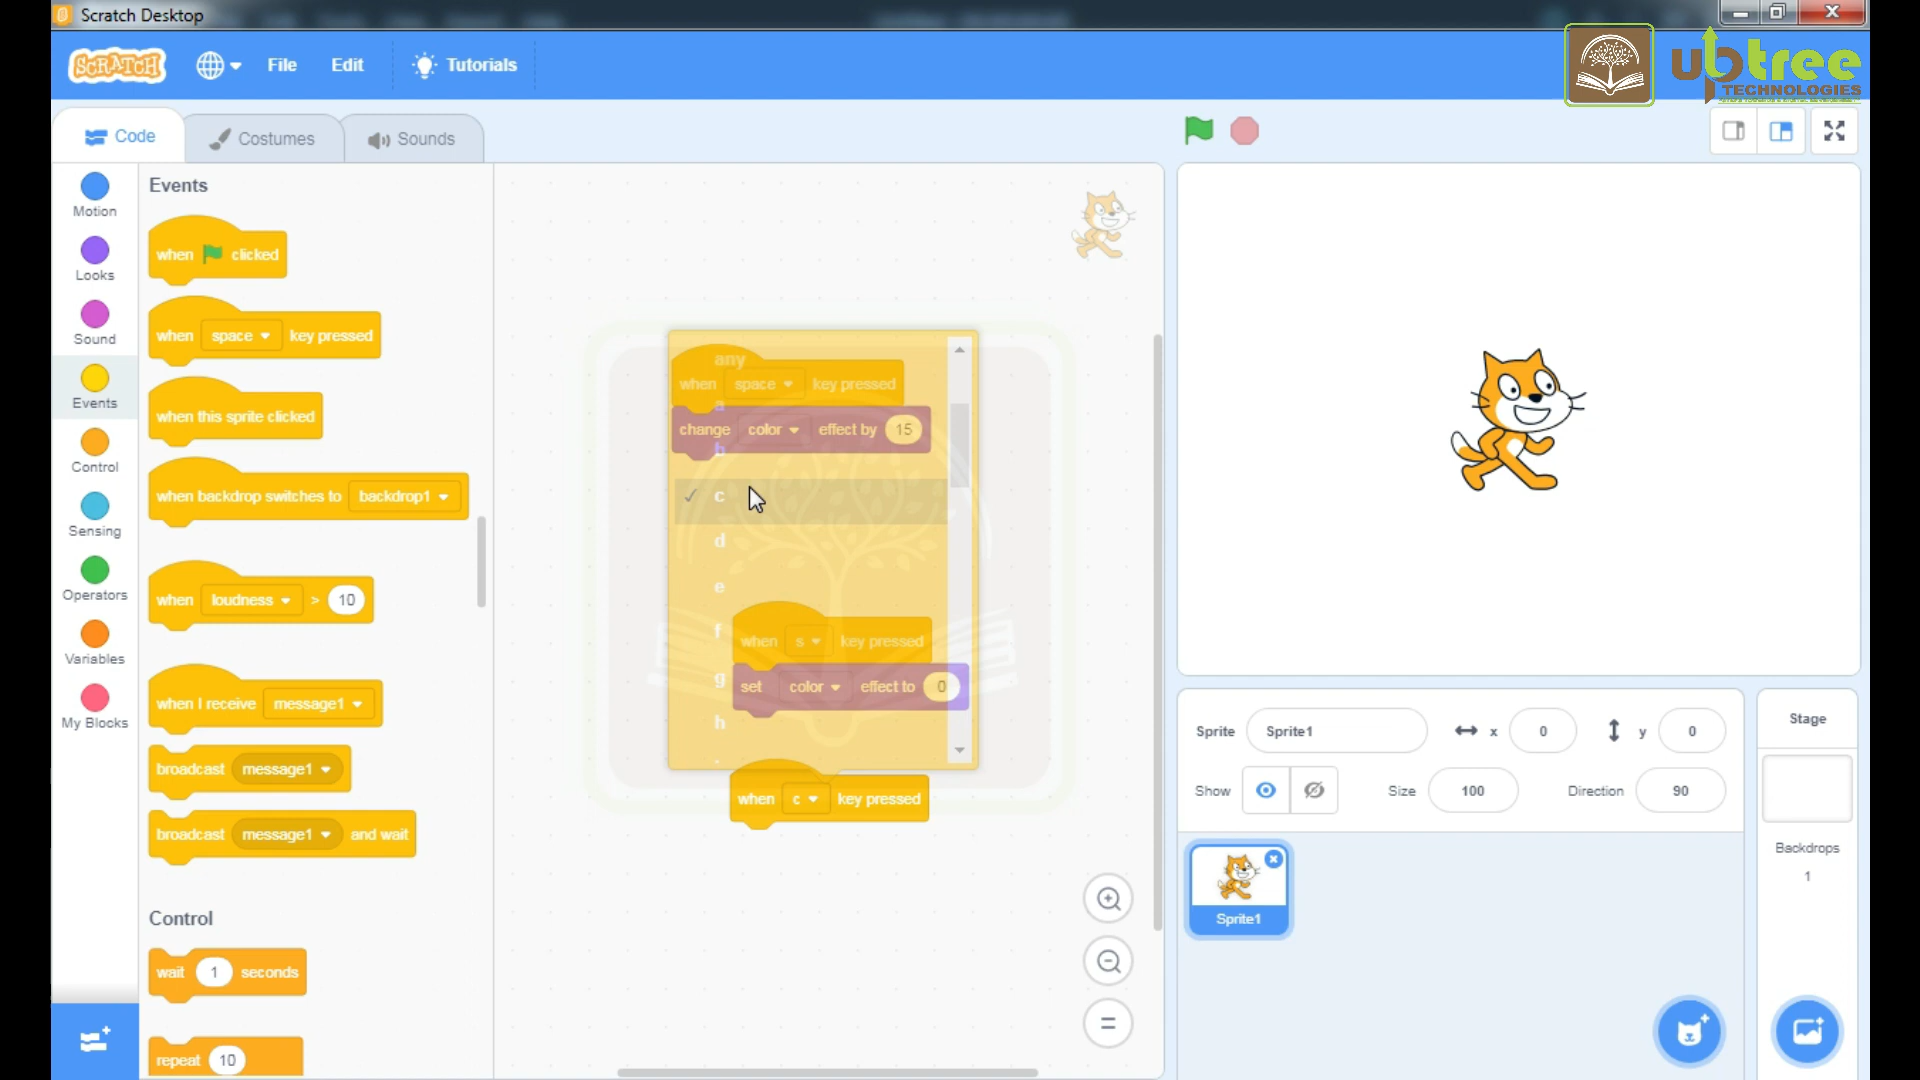 Scratch Desktop
SCRATCH
File
Edit
Tutorials
ubtree
TECHNOLOGIES
Code
Costumes
Sounds
Motion
Looks
Sound
Events
Control
Sensing
Operators
Variables
My Blocks
Events
when clicked
when space key pressed
when this sprite clicked
when backdrop switches to backdrop1
when loudness > 10
when I receive message1
broadcast message1
broadcast message1 and wait
Control
wait 1 seconds
repeat 10
any
when space key pressed
a
change color effect by 15
b
✓ c
d
e
f
when s key pressed
g
set color effect to 0
h
when c key pressed
Sprite
Sprite1
x
0
y
0
Show
Size
100
Direction
90
Sprite1
Stage
Backdrops
1